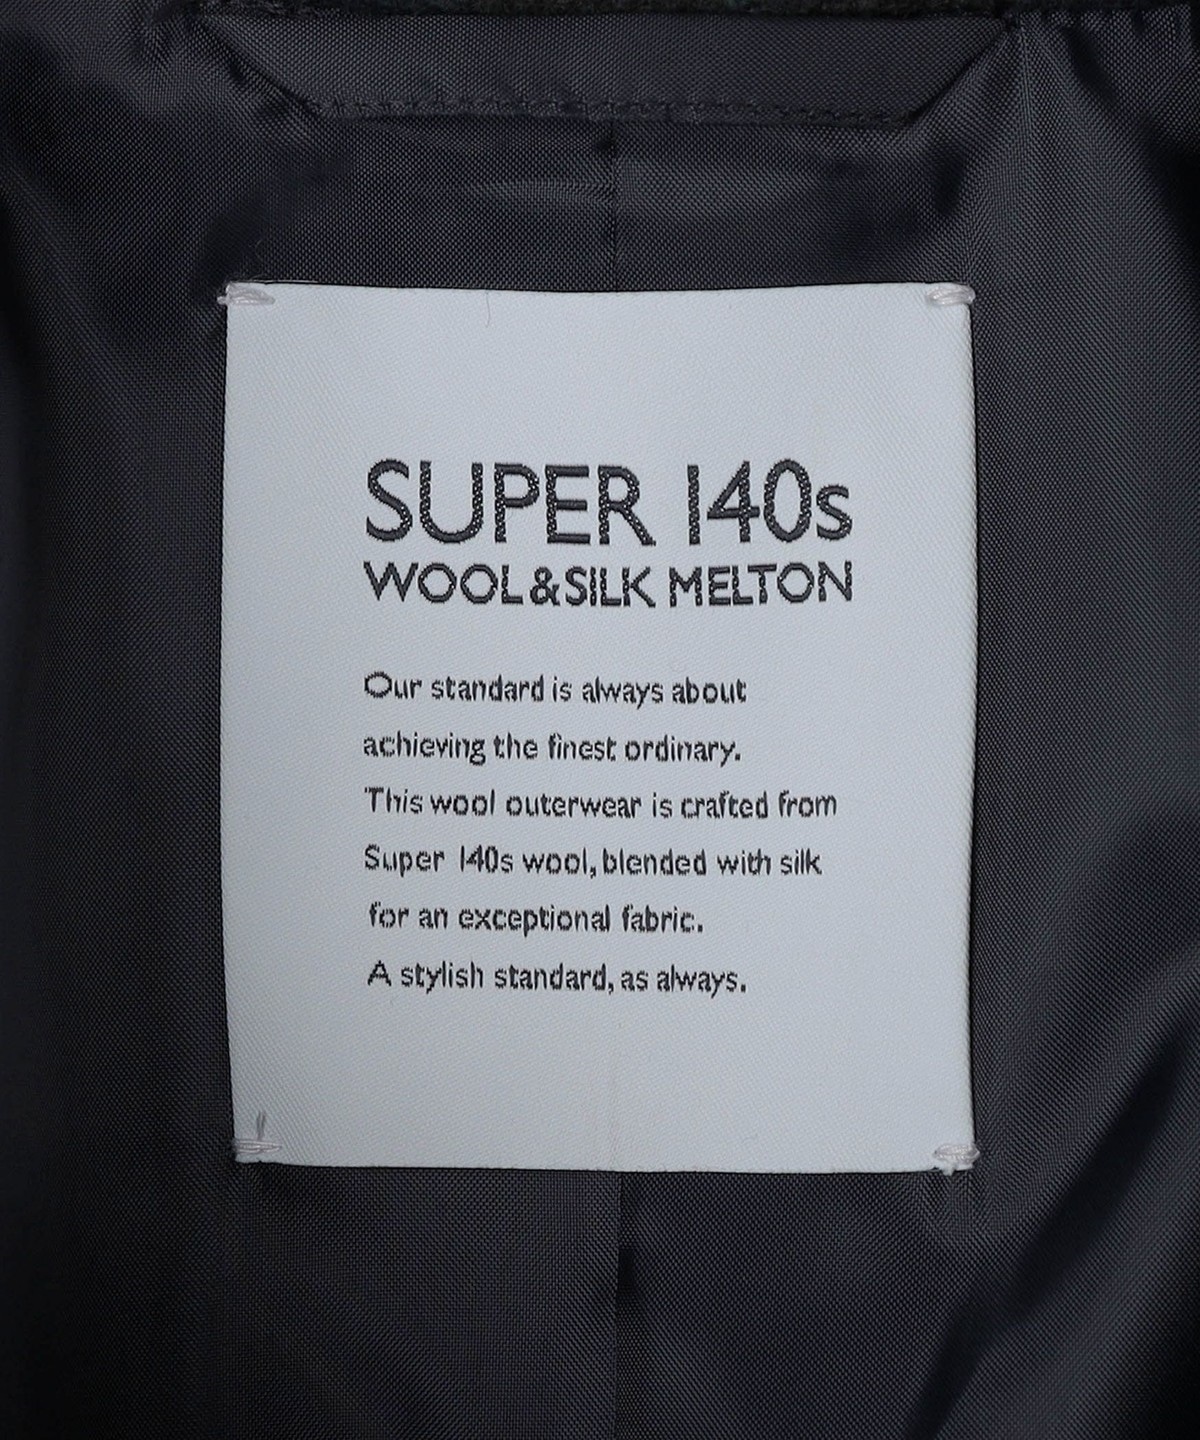 SUPER 140s
WOOL&SILK MELTON
Our standard is always about
achieving the finest ordinary.
This wool outerwear is crafted from
Super 140s wool, blended with silk
for an exceptional fabric.
A stylish standard, as always.